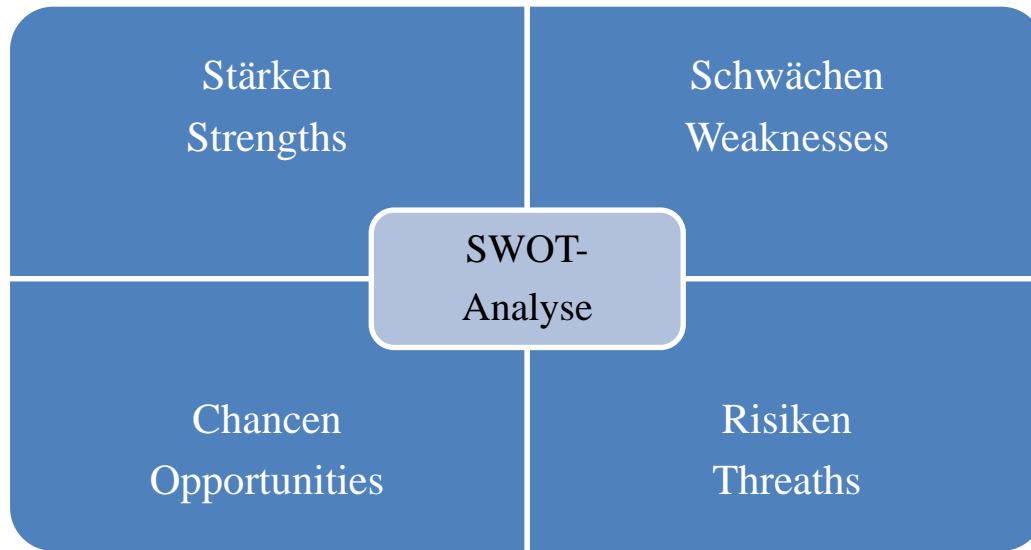 Stärken
Strengths
Schwächen
Weaknesses
SWOT-
Analyse
Chancen
Opportunities
Risiken
Threaths